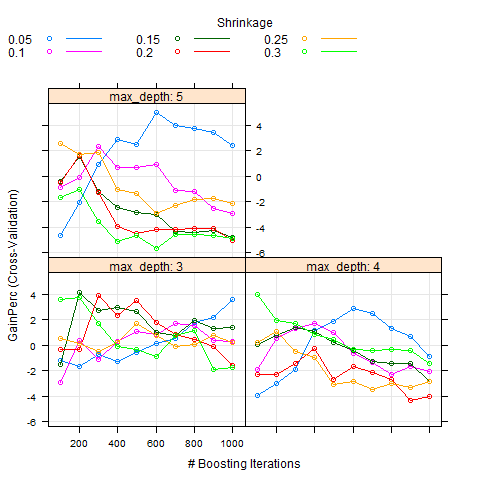 Shrinkage
0.05 0.15 0.25
0.1 0.2 0.3
max_depth: 5
4
2
0
-2
-4
-6
max_depth: 3 max_depth: 4
4
2
0
-2
-4
-6
200 400 600 800 1000
GainPerc (Cross-Validation)
# Boosting Iterations